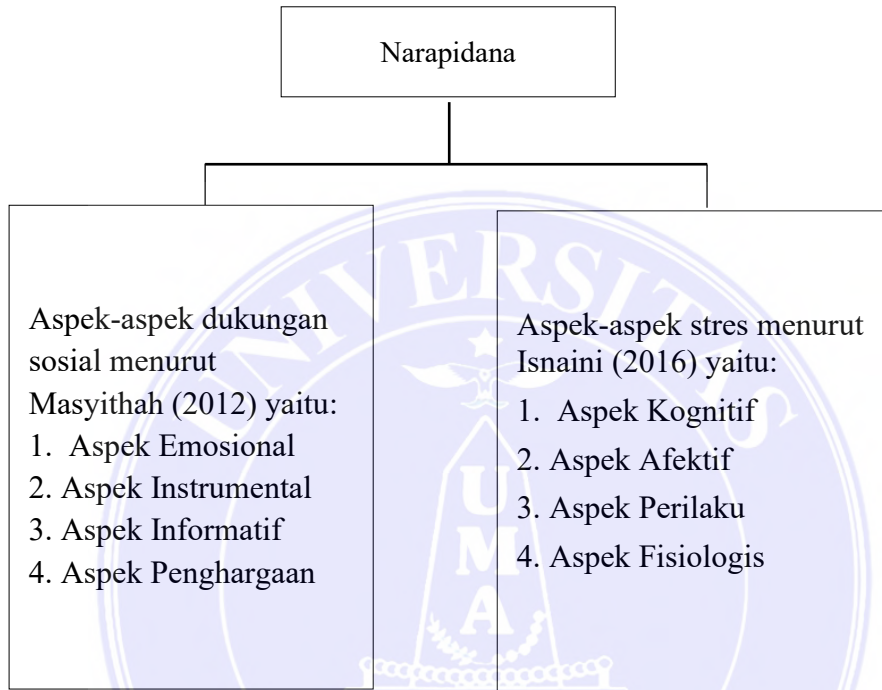 Narapidana
Aspek-aspek dukungan
sosial menurut
Masyithah (2012) yaitu:
1. Aspek Emosional
2. Aspek Instrumental
3. Aspek Informatif
4. Aspek Penghargaan
Aspek-aspek stres menurut
Isnaini (2016) yaitu:
1. Aspek Kognitif
2. Aspek Afektif
3. Aspek Perilaku
4. Aspek Fisiologis
UNIVERSITAS
U
M
A